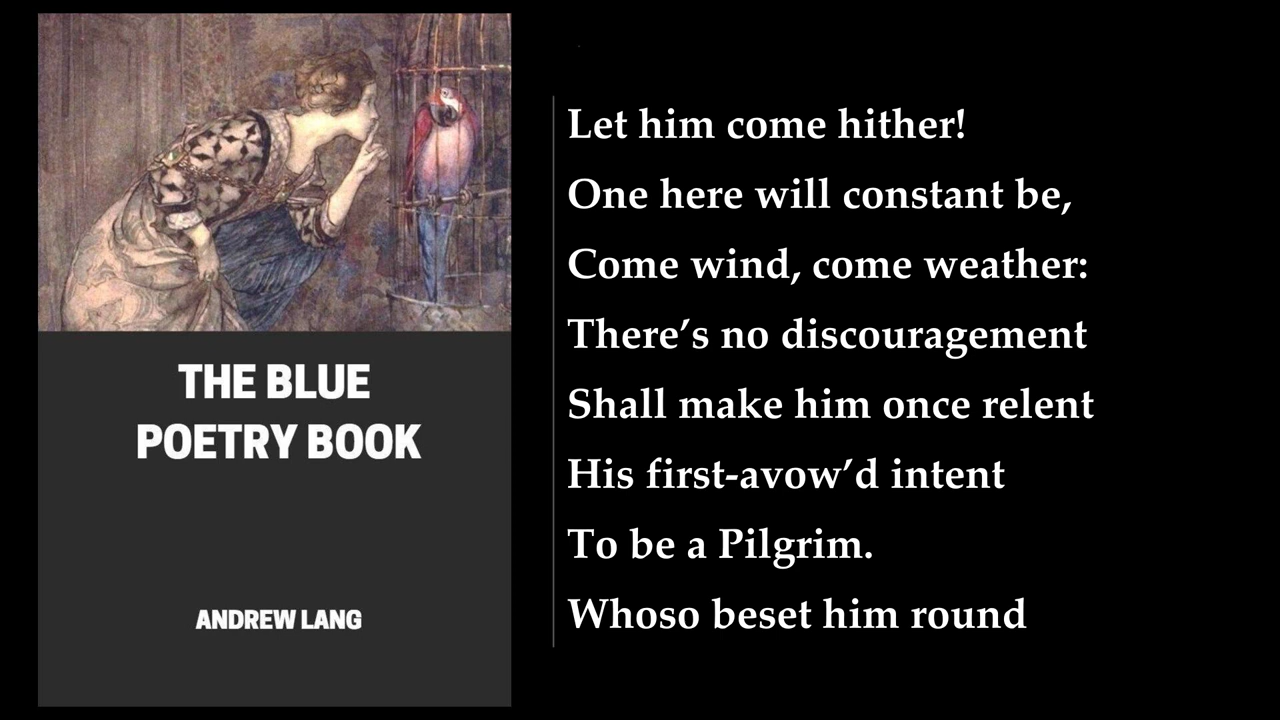 THE BLUE
POETRY BOOK
ANDREW LANG
Let him come hither!
One here will constant be,
Come wind, come weather:
There’s no discouragement
Shall make him once relent
His first-avow’d intent
To be a Pilgrim.
Whoso beset him round